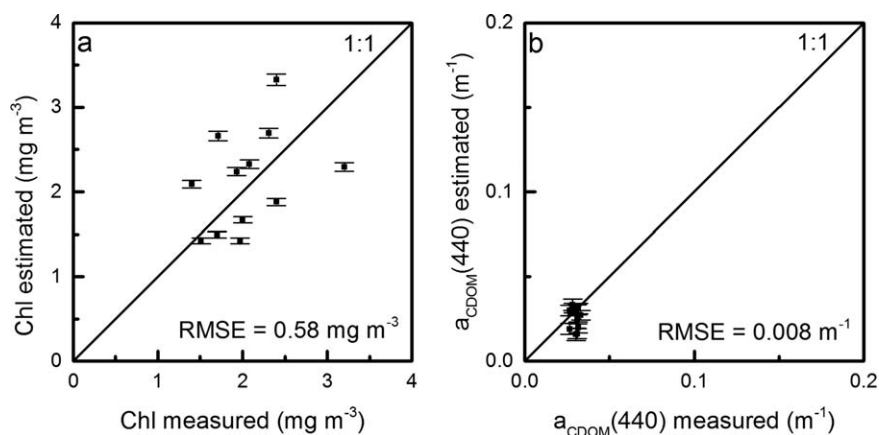 a
1:1
4
3
2
1
0
Chl estimated (mg m⁻³)
RMSE = 0.58 mg m⁻³
0 1 2 3 4
Chl measured (mg m⁻³)
b
1:1
0.2
0.1
0.0
a_CDOM(440) estimated (m⁻¹)
RMSE = 0.008 m⁻¹
0.0 0.1 0.2
a_CDOM(440) measured (m⁻¹)